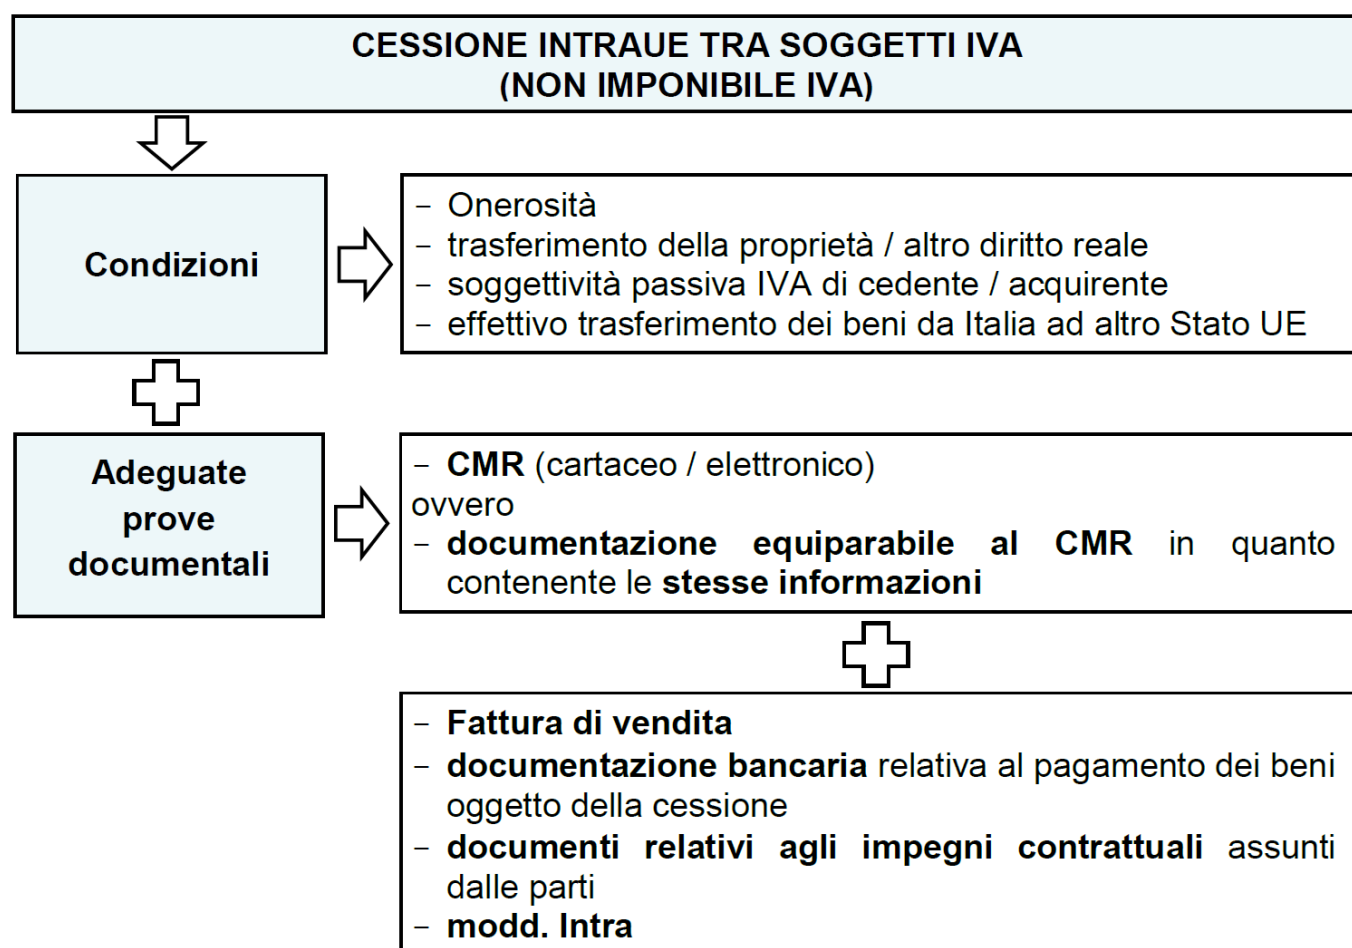 CESSIONE INTRAUE TRA SOGGETTI IVA
(NON IMPONIBILE IVA)
Condizioni
– Onerosità
– trasferimento della proprietà / altro diritto reale
– soggettività passiva IVA di cedente / acquirente
– effettivo trasferimento dei beni da Italia ad altro Stato UE
Adeguate
prove
documentali
– CMR (cartaceo / elettronico)
ovvero
– documentazione equiparabile al CMR in quanto
contenente le stesse informazioni
– Fattura di vendita
– documentazione bancaria relativa al pagamento dei beni
oggetto della cessione
– documenti relativi agli impegni contrattuali assunti
dalle parti
– modd. Intra